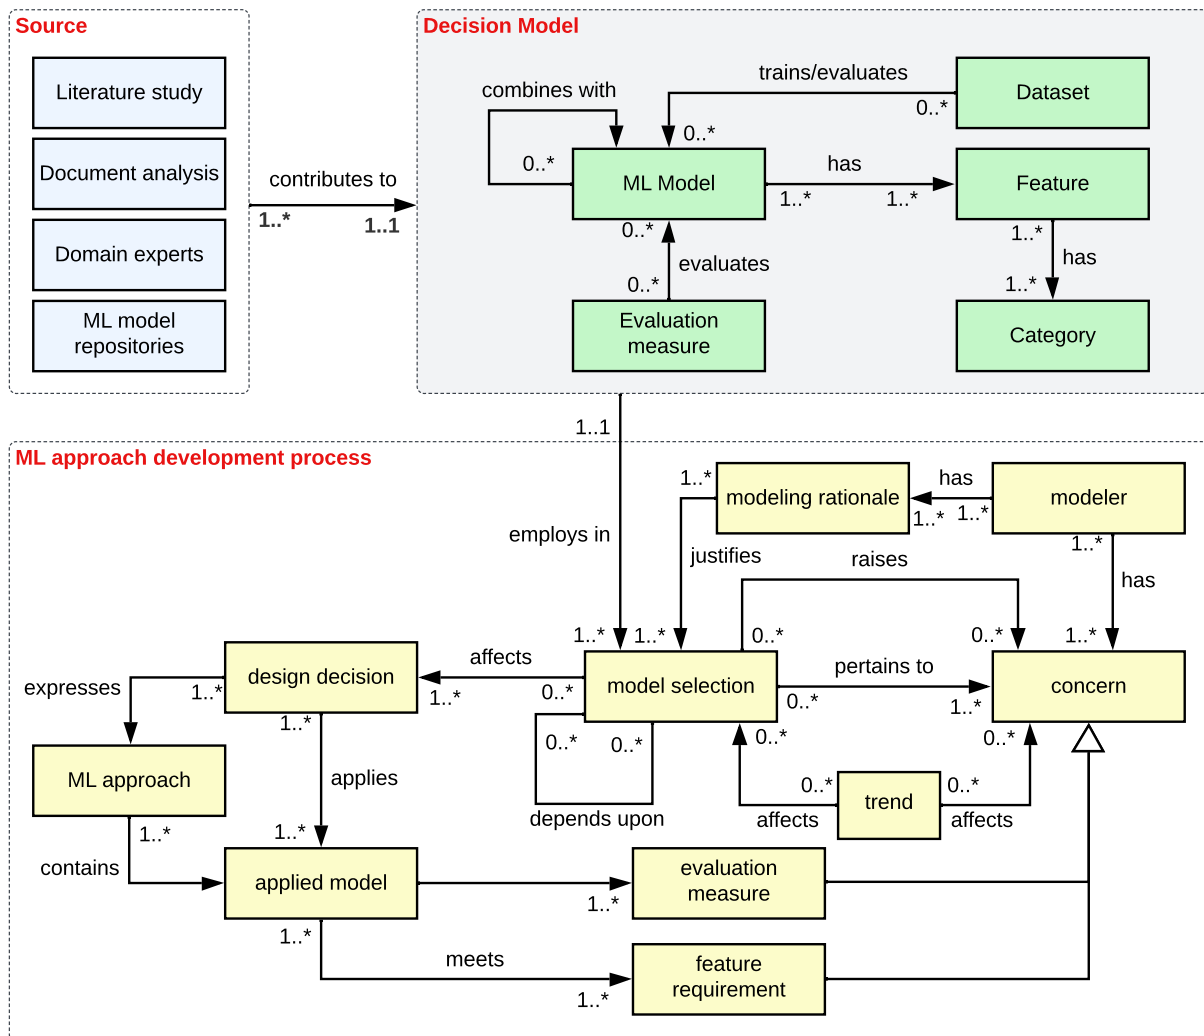 Source
Literature study
Document analysis
Domain experts
ML model
repositories
contributes to
1..*
1..1
Decision Model
combines with
0..*
trains/evaluates
0..*
0..*
Dataset
ML Model
has
1..*
1..*
Feature
0..*
evaluates
0..*
1..*
has
1..*
Evaluation
measure
Category
1..1
employs in
1..*
ML approach development process
1..*
modeling rationale
has
1..*
1..*
modeler
justifies
1..*
raises
0..*
0..*
1..*
has
1..*
design decision
affects
1..*
0..*
model selection
pertains to
0..*
1..*
concern
expresses
1..*
1..*
0..*
0..*
depends upon
0..*
0..*
affects
trend
0..*
0..*
affects
ML approach
applies
1..*
1..*
contains
applied model
1..*
evaluation
measure
1..*
meets
1..*
feature
requirement